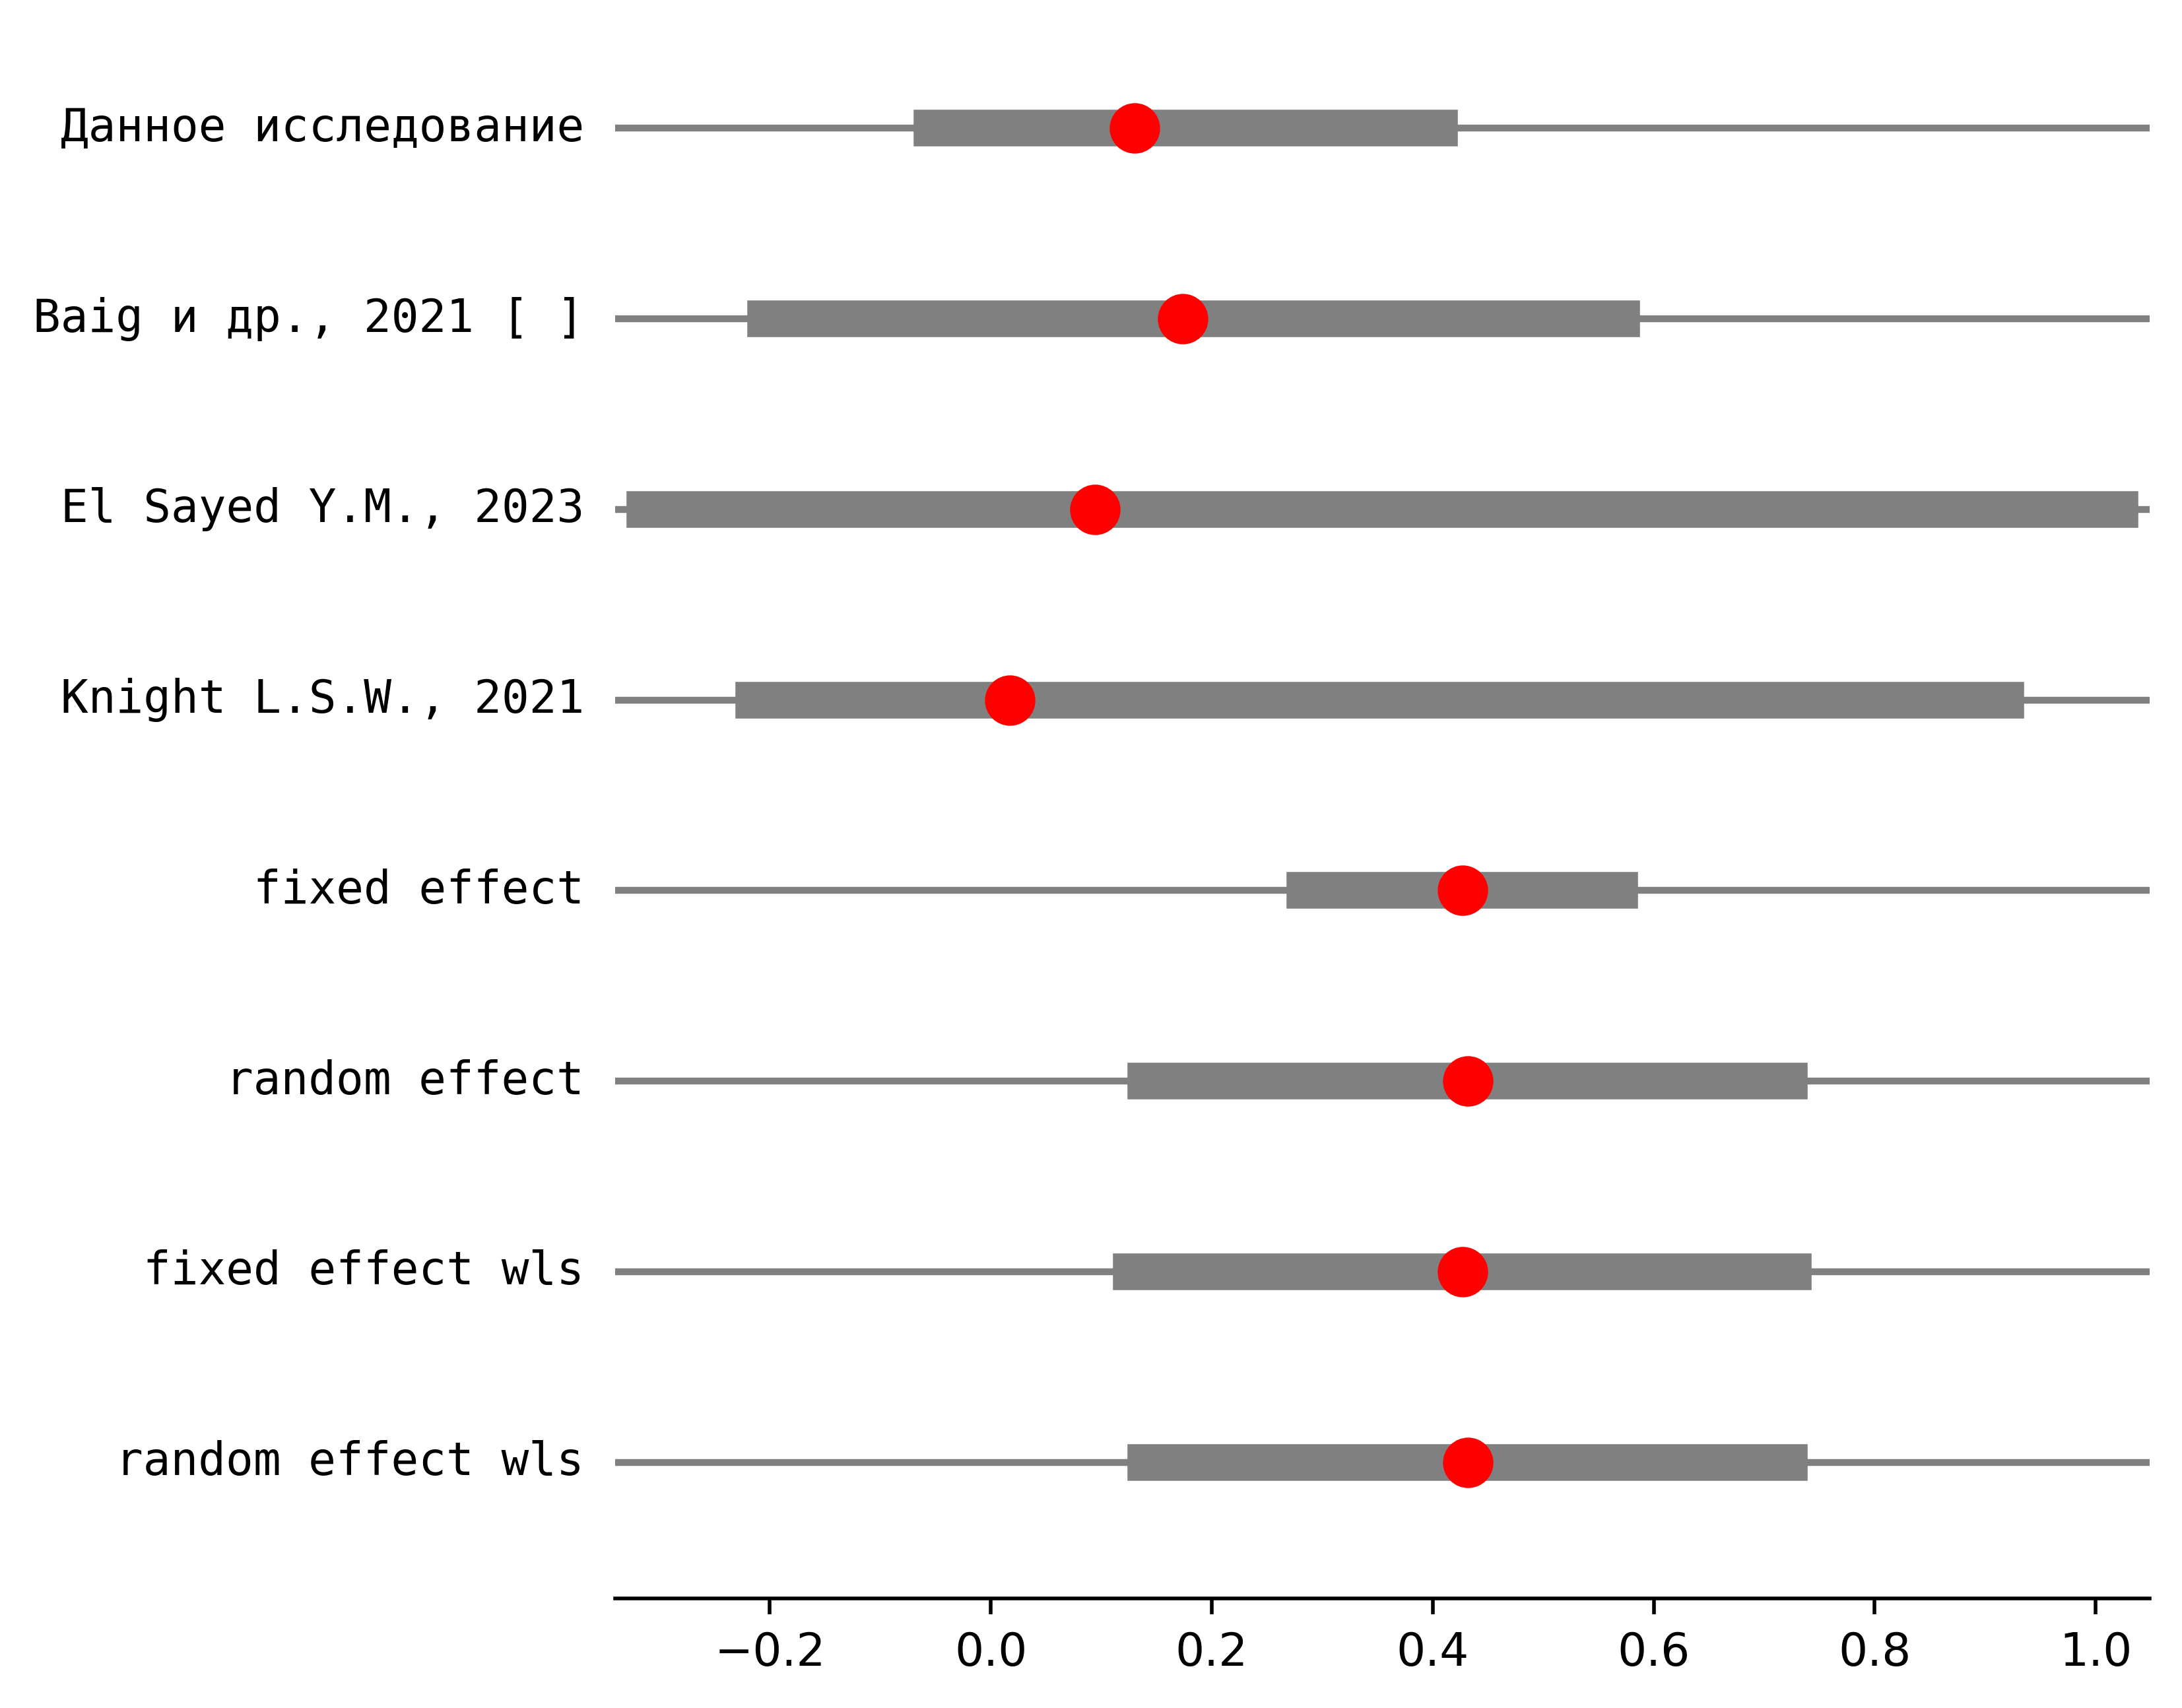 Данное исследование
Baig и др., 2021 [ ]
El Sayed Y.M., 2023
Knight L.S.W., 2021
fixed effect
random effect
fixed effect wls
random effect wls
−0.2 0.0 0.2 0.4 0.6 0.8 1.0